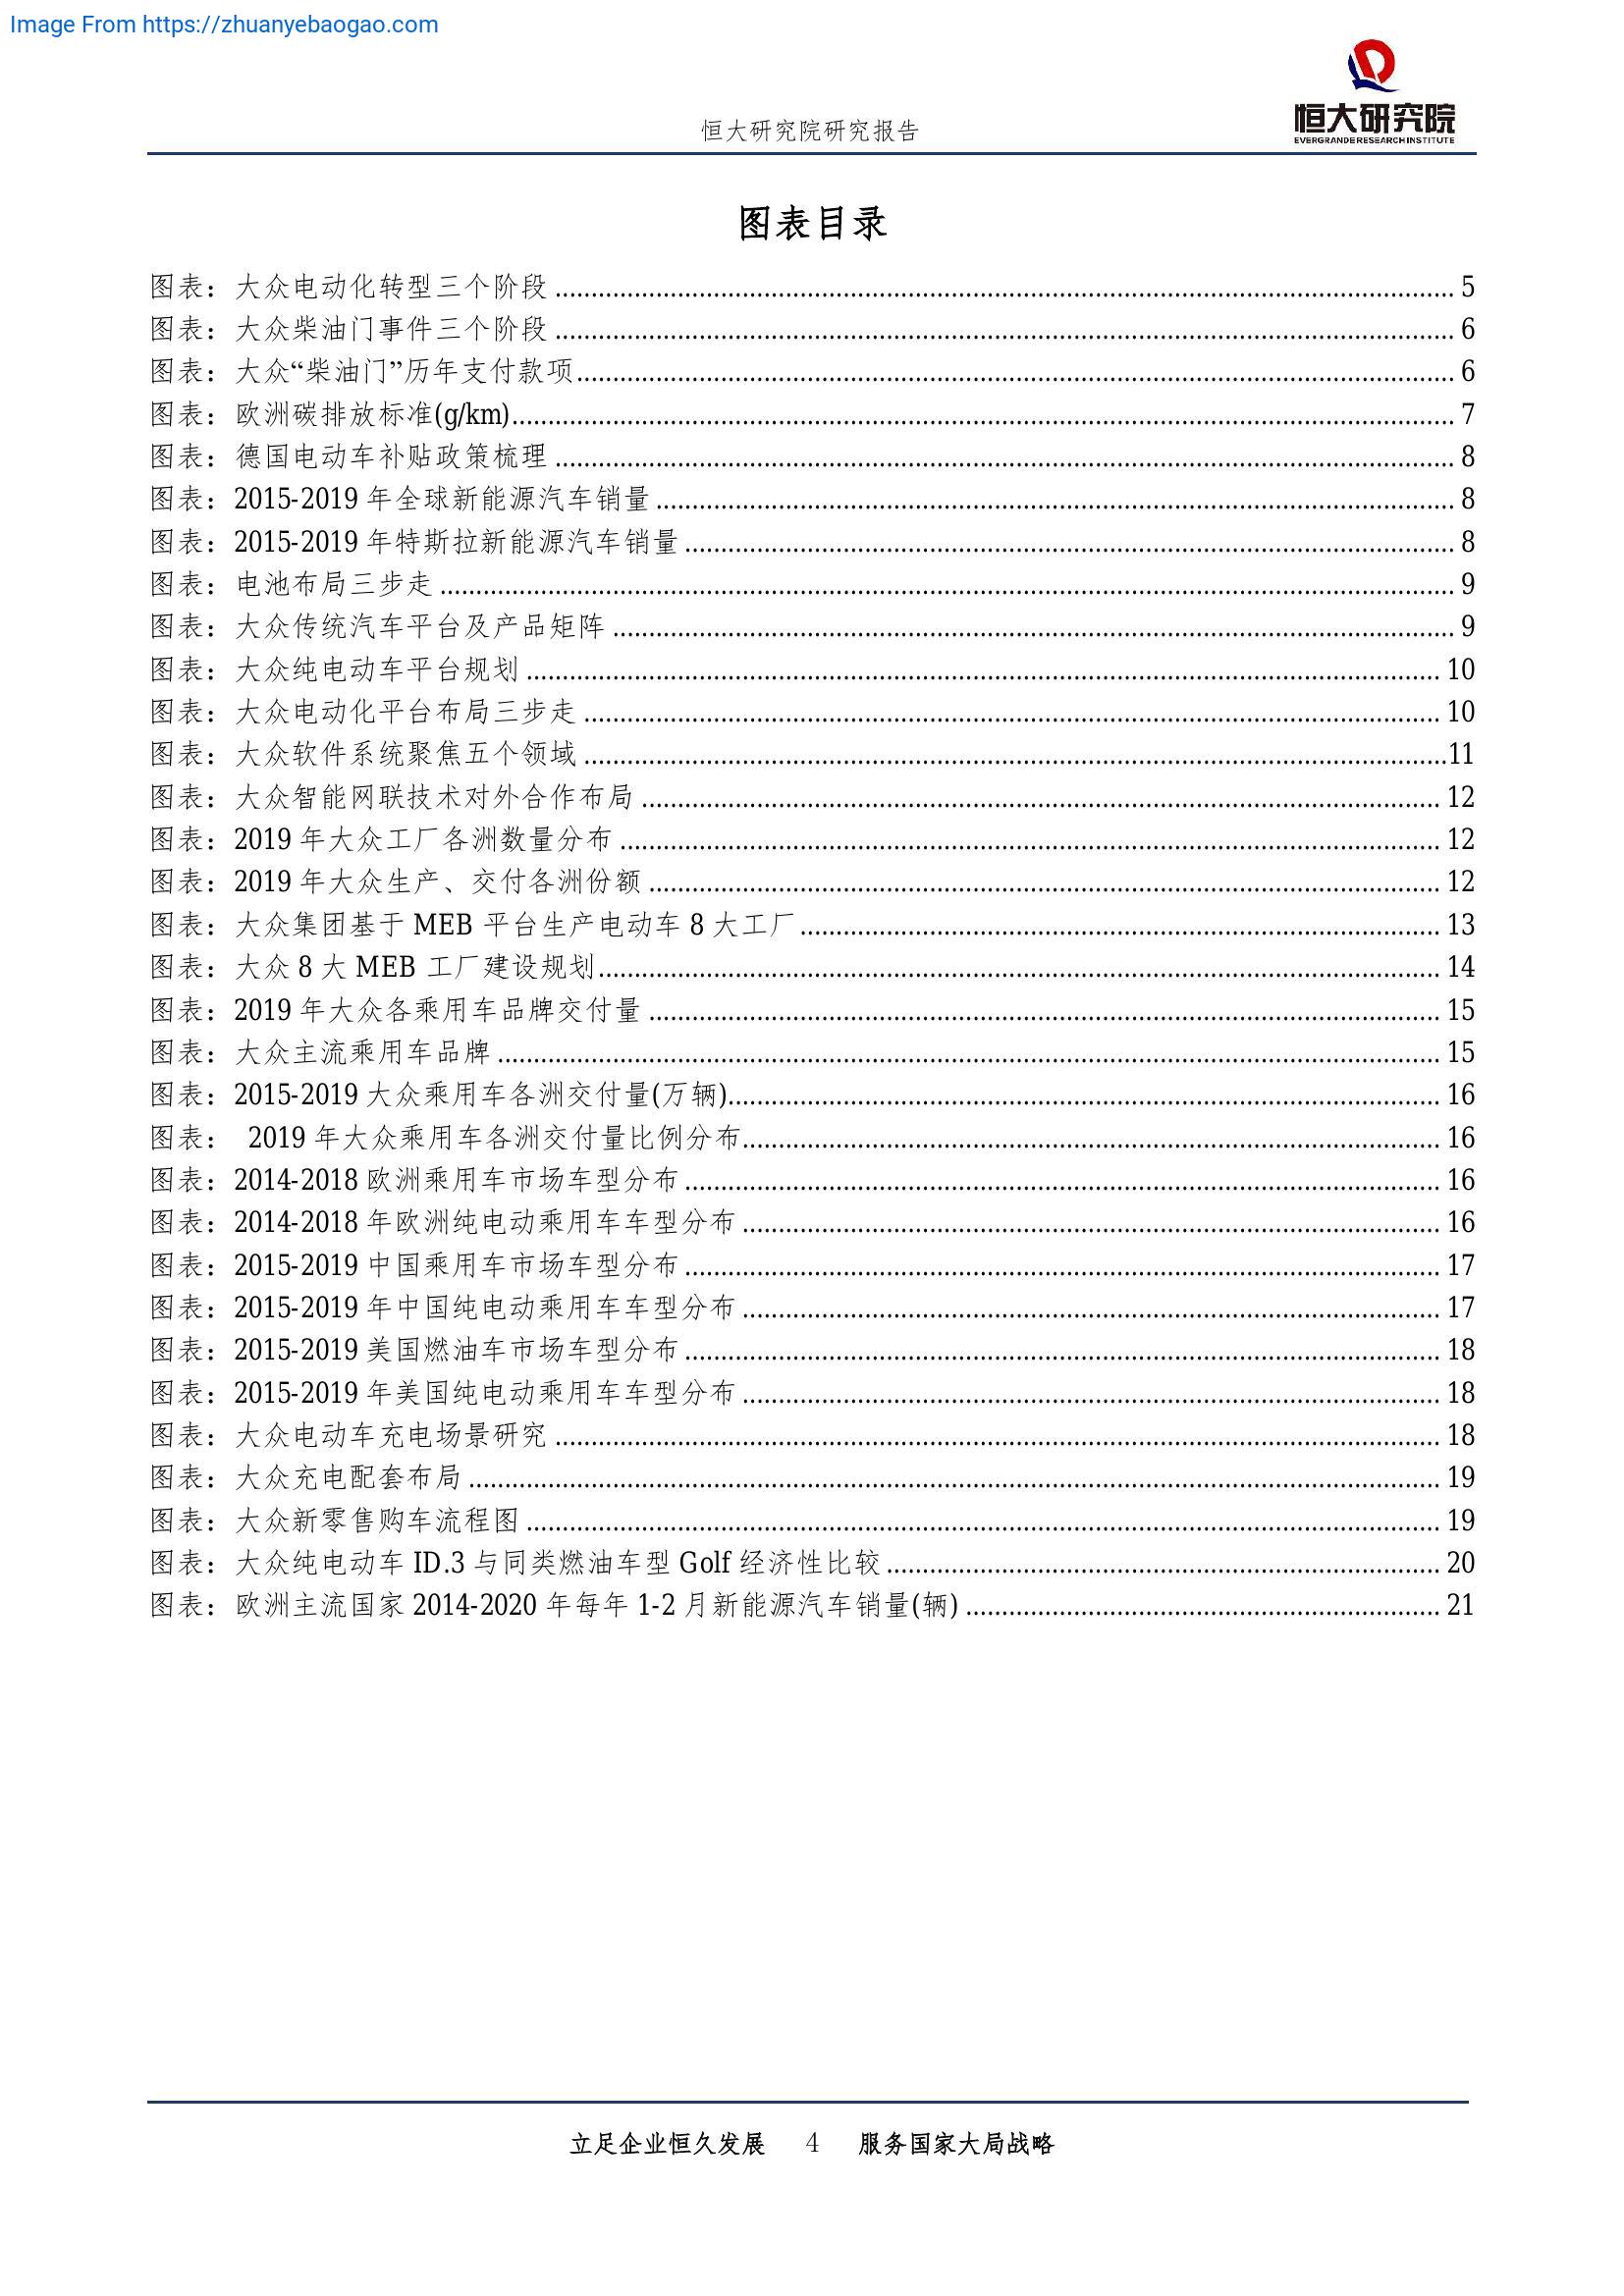 Image From https://zhuanyebaogao.com
恒大研究院
EVERGRANDE RESEARCH INSTITUTE
恒大研究院研究报告
图表目录
图表：大众电动化转型三个阶段 ........ 5
图表：大众柴油门事件三个阶段 ........ 6
图表：大众“柴油门”历年支付款项........ 6
图表：欧洲碳排放标准(g/km)........ 7
图表：德国电动车补贴政策梳理 ........ 8
图表：2015-2019 年全球新能源汽车销量 ........ 8
图表：2015-2019 年特斯拉新能源汽车销量 ........ 8
图表：电池布局三步走 ........ 9
图表：大众传统汽车平台及产品矩阵 ........ 9
图表：大众纯电动车平台规划 ........ 10
图表：大众电动化平台布局三步走 ........ 10
图表：大众软件系统聚焦五个领域 ........11
图表：大众智能网联技术对外合作布局 ........ 12
图表：2019 年大众工厂各洲数量分布 ........ 12
图表：2019 年大众生产、交付各洲份额 ........ 12
图表：大众集团基于 MEB 平台生产电动车 8 大工厂........ 13
图表：大众 8 大 MEB 工厂建设规划........ 14
图表：2019 年大众各乘用车品牌交付量 ........ 15
图表：大众主流乘用车品牌 ........ 15
图表：2015-2019 大众乘用车各洲交付量(万辆)........ 16
图表： 2019 年大众乘用车各洲交付量比例分布........ 16
图表：2014-2018 欧洲乘用车市场车型分布 ........ 16
图表：2014-2018 年欧洲纯电动乘用车车型分布 ........ 16
图表：2015-2019 中国乘用车市场车型分布 ........ 17
图表：2015-2019 年中国纯电动乘用车车型分布 ........ 17
图表：2015-2019 美国燃油车市场车型分布 ........ 18
图表：2015-2019 年美国纯电动乘用车车型分布 ........ 18
图表：大众电动车充电场景研究 ........ 18
图表：大众充电配套布局 ........ 19
图表：大众新零售购车流程图 ........ 19
图表：大众纯电动车 ID.3 与同类燃油车型 Golf 经济性比较 ........ 20
图表：欧洲主流国家 2014-2020 年每年 1-2 月新能源汽车销量(辆) ........ 21
立足企业恒久发展 4 服务国家大局战略